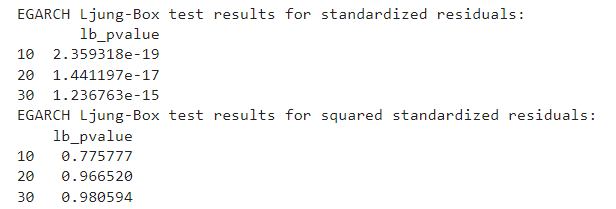 EGARCH Ljung-Box test results for standardized residuals:
lb_pvalue
10 2.359318e-19
20 1.441197e-17
30 1.236763e-15
EGARCH Ljung-Box test results for squared standardized residuals:
lb_pvalue
10 0.775777
20 0.966520
30 0.980594